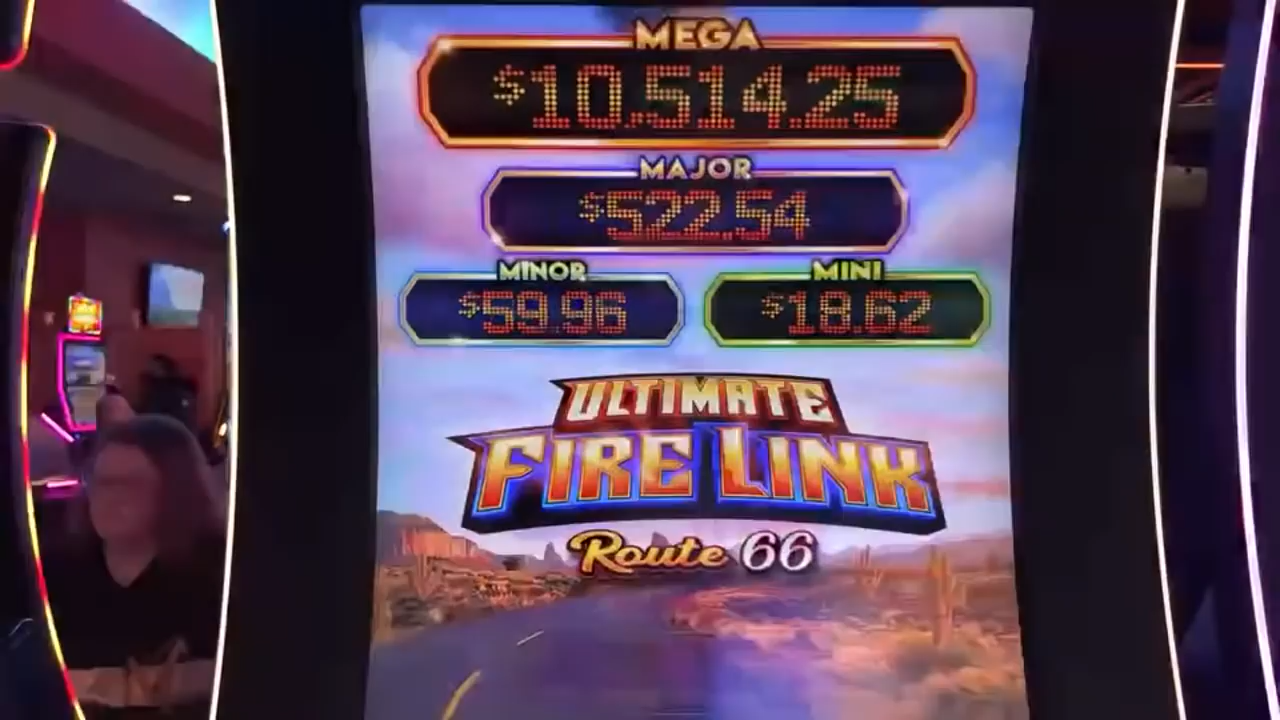 MEGA
$10,514.25
MAJOR
$522.54
MINOR
$59.96
MINI
$18.62
ULTIMATE
FIRE LINK
Route 66